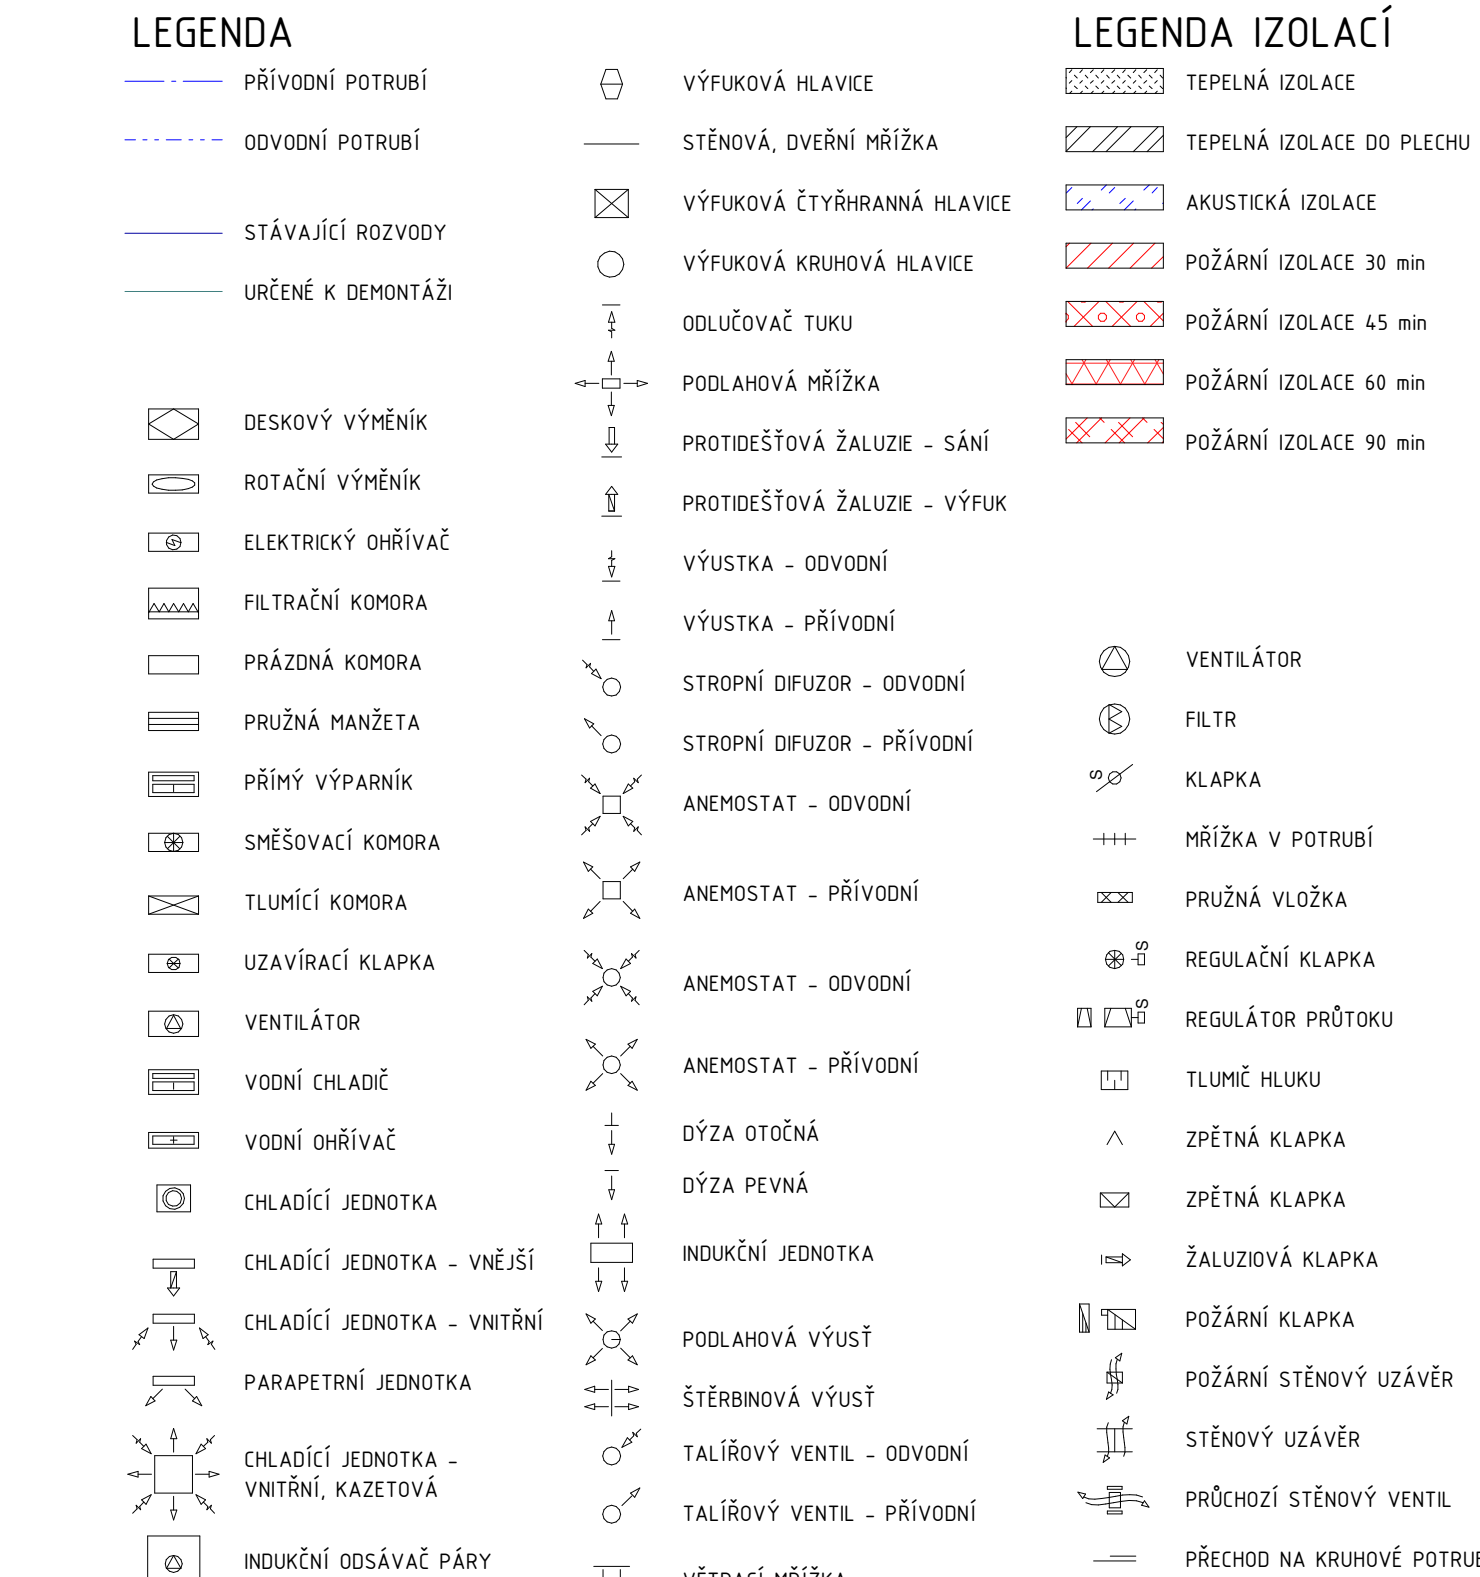 LEGENDA
PŘÍVODNÍ POTRUBÍ
ODVODNÍ POTRUBÍ
STÁVAJÍCÍ ROZVODY
URČENÉ K DEMONTÁŽI
DESKOVÝ VÝMĚNÍK
ROTAČNÍ VÝMĚNÍK
ELEKTRICKÝ OHŘÍVAČ
FILTRAČNÍ KOMORA
PRÁZDNÁ KOMORA
PRUŽNÁ MANŽETA
PŘÍMÝ VÝPARNÍK
SMĚŠOVACÍ KOMORA
TLUMÍCÍ KOMORA
UZAVÍRACÍ KLAPKA
VENTILÁTOR
VODNÍ CHLADIČ
VODNÍ OHŘÍVAČ
CHLADÍCÍ JEDNOTKA
CHLADÍCÍ JEDNOTKA - VNĚJŠÍ
CHLADÍCÍ JEDNOTKA - VNITŘNÍ
PARAPETRNÍ JEDNOTKA
CHLADÍCÍ JEDNOTKA -
VNITŘNÍ, KAZETOVÁ
INDUKČNÍ ODSÁVAČ PÁRY
VÝFUKOVÁ HLAVICE
STĚNOVÁ, DVEŘNÍ MŘÍŽKA
VÝFUKOVÁ ČTYŘHRANNÁ HLAVICE
VÝFUKOVÁ KRUHOVÁ HLAVICE
ODLUČOVAČ TUKU
PODLAHOVÁ MŘÍŽKA
PROTIDEŠŤOVÁ ŽALUZIE - SÁNÍ
PROTIDEŠŤOVÁ ŽALUZIE - VÝFUK
VÝUSTKA - ODVODNÍ
VÝUSTKA - PŘÍVODNÍ
STROPNÍ DIFUZOR - ODVODNÍ
STROPNÍ DIFUZOR - PŘÍVODNÍ
ANEMOSTAT - ODVODNÍ
ANEMOSTAT - PŘÍVODNÍ
ANEMOSTAT - ODVODNÍ
ANEMOSTAT - PŘÍVODNÍ
DÝZA OTOČNÁ
DÝZA PEVNÁ
INDUKČNÍ JEDNOTKA
PODLAHOVÁ VÝUSŤ
ŠTĚRBINOVÁ VÝUSŤ
TALÍŘOVÝ VENTIL - ODVODNÍ
TALÍŘOVÝ VENTIL - PŘÍVODNÍ
VĚTRACÍ MŘÍŽKA
LEGENDA IZOLACÍ
TEPELNÁ IZOLACE
TEPELNÁ IZOLACE DO PLECHU
AKUSTICKÁ IZOLACE
POŽÁRNÍ IZOLACE 30 min
POŽÁRNÍ IZOLACE 45 min
POŽÁRNÍ IZOLACE 60 min
POŽÁRNÍ IZOLACE 90 min
VENTILÁTOR
FILTR
S KLAPKA
MŘÍŽKA V POTRUBÍ
PRUŽNÁ VLOŽKA
S REGULAČNÍ KLAPKA
S REGULÁTOR PRŮTOKU
TLUMIČ HLUKU
ZPĚTNÁ KLAPKA
ZPĚTNÁ KLAPKA
ŽALUZIOVÁ KLAPKA
POŽÁRNÍ KLAPKA
POŽÁRNÍ STĚNOVÝ UZÁVĚR
STĚNOVÝ UZÁVĚR
PRŮCHOZÍ STĚNOVÝ VENTIL
PŘECHOD NA KRUHOVÉ